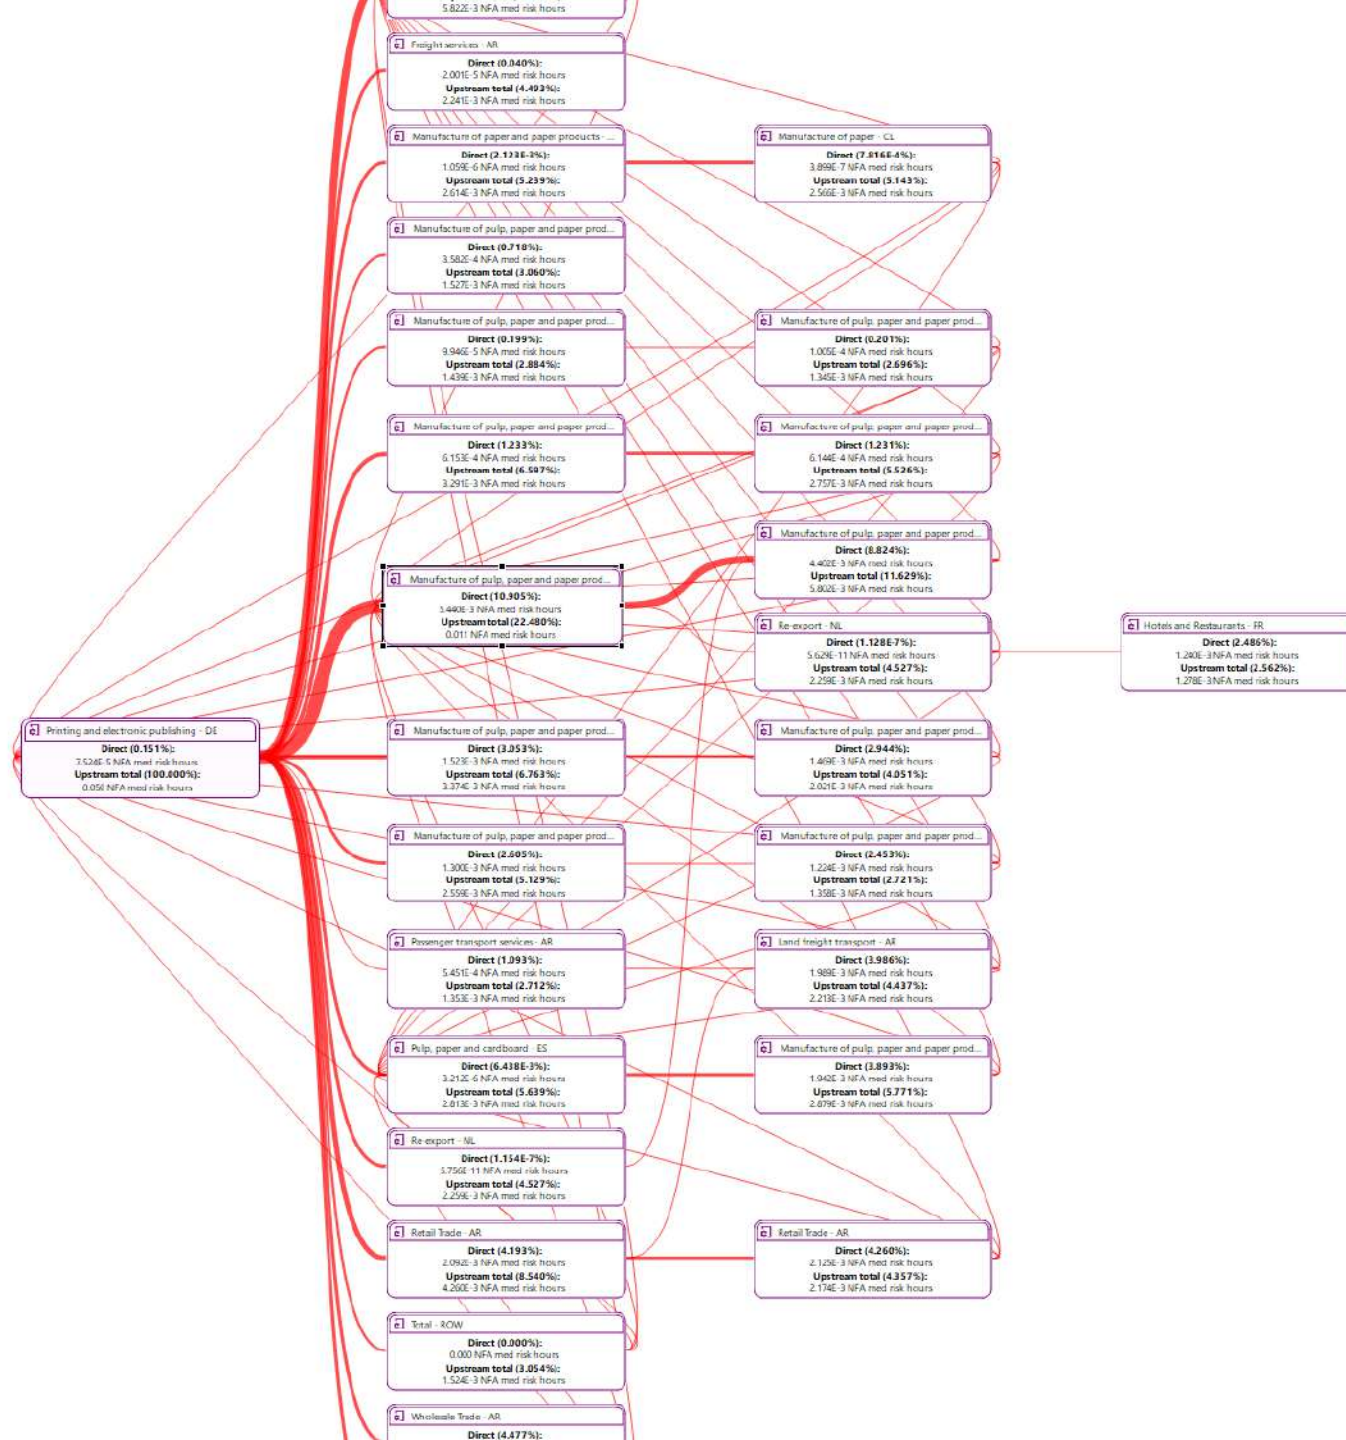 5.822E-3 NFA med risk hours
Freight services - AR
Direct (0.040%):
2.001E-5 NFA med risk hours
Upstream total (4.493%):
2.241E-3 NFA med risk hours
Manufacture of paper and paper products - ...
Direct (2.123E-3%):
1.059E-6 NFA med risk hours
Upstream total (5.239%):
2.614E-3 NFA med risk hours
Manufacture of paper - CL
Direct (7.816E-4%):
3.899E-7 NFA med risk hours
Upstream total (5.143%):
2.566E-3 NFA med risk hours
Manufacture of pulp, paper and paper prod...
Direct (0.718%):
3.582E-4 NFA med risk hours
Upstream total (3.060%):
1.527E-3 NFA med risk hours
Manufacture of pulp, paper and paper prod...
Direct (0.199%):
9.946E-5 NFA med risk hours
Upstream total (2.884%):
1.439E-3 NFA med risk hours
Manufacture of pulp, paper and paper prod...
Direct (0.201%):
1.005E-4 NFA med risk hours
Upstream total (2.696%):
1.345E-3 NFA med risk hours
Manufacture of pulp, paper and paper prod...
Direct (1.233%):
6.153E-4 NFA med risk hours
Upstream total (6.597%):
3.291E-3 NFA med risk hours
Manufacture of pulp, paper and paper prod...
Direct (1.231%):
6.144E-4 NFA med risk hours
Upstream total (5.526%):
2.757E-3 NFA med risk hours
Manufacture of pulp, paper and paper prod...
Direct (10.905%):
5.440E-3 NFA med risk hours
Upstream total (22.480%):
0.011 NFA med risk hours
Manufacture of pulp, paper and paper prod...
Direct (8.824%):
4.402E-3 NFA med risk hours
Upstream total (11.629%):
5.802E-3 NFA med risk hours
Re-export - NL
Direct (1.128E-7%):
5.629E-11 NFA med risk hours
Upstream total (4.527%):
2.259E-3 NFA med risk hours
Hotels and Restaurants - FR
Direct (2.486%):
1.240E-3 NFA med risk hours
Upstream total (2.562%):
1.278E-3 NFA med risk hours
Printing and electronic publishing - DE
Direct (0.151%):
7.524E-5 NFA med risk hours
Upstream total (100.000%):
0.050 NFA med risk hours
Manufacture of pulp, paper and paper prod...
Direct (3.053%):
1.523E-3 NFA med risk hours
Upstream total (6.763%):
3.374E-3 NFA med risk hours
Manufacture of pulp, paper and paper prod...
Direct (2.944%):
1.469E-3 NFA med risk hours
Upstream total (4.051%):
2.021E-3 NFA med risk hours
Manufacture of pulp, paper and paper prod...
Direct (2.605%):
1.300E-3 NFA med risk hours
Upstream total (5.129%):
2.559E-3 NFA med risk hours
Manufacture of pulp, paper and paper prod...
Direct (2.453%):
1.224E-3 NFA med risk hours
Upstream total (2.721%):
1.358E-3 NFA med risk hours
Passenger transport services - AR
Direct (1.093%):
5.451E-4 NFA med risk hours
Upstream total (2.712%):
1.353E-3 NFA med risk hours
Land freight transport - AR
Direct (3.986%):
1.989E-3 NFA med risk hours
Upstream total (4.437%):
2.213E-3 NFA med risk hours
Pulp, paper and cardboard - ES
Direct (6.438E-3%):
3.212E-6 NFA med risk hours
Upstream total (5.639%):
2.813E-3 NFA med risk hours
Manufacture of pulp, paper and paper prod...
Direct (3.893%):
1.942E-3 NFA med risk hours
Upstream total (5.771%):
2.879E-3 NFA med risk hours
Re-export - NL
Direct (1.154E-7%):
5.756E-11 NFA med risk hours
Upstream total (4.527%):
2.259E-3 NFA med risk hours
Retail Trade - AR
Direct (4.193%):
2.092E-3 NFA med risk hours
Upstream total (8.540%):
4.260E-3 NFA med risk hours
Retail Trade - AR
Direct (4.260%):
2.125E-3 NFA med risk hours
Upstream total (4.357%):
2.174E-3 NFA med risk hours
Total - ROW
Direct (0.000%):
0.000 NFA med risk hours
Upstream total (3.054%):
1.524E-3 NFA med risk hours
Wholesale Trade - AR
Direct (4.477%):